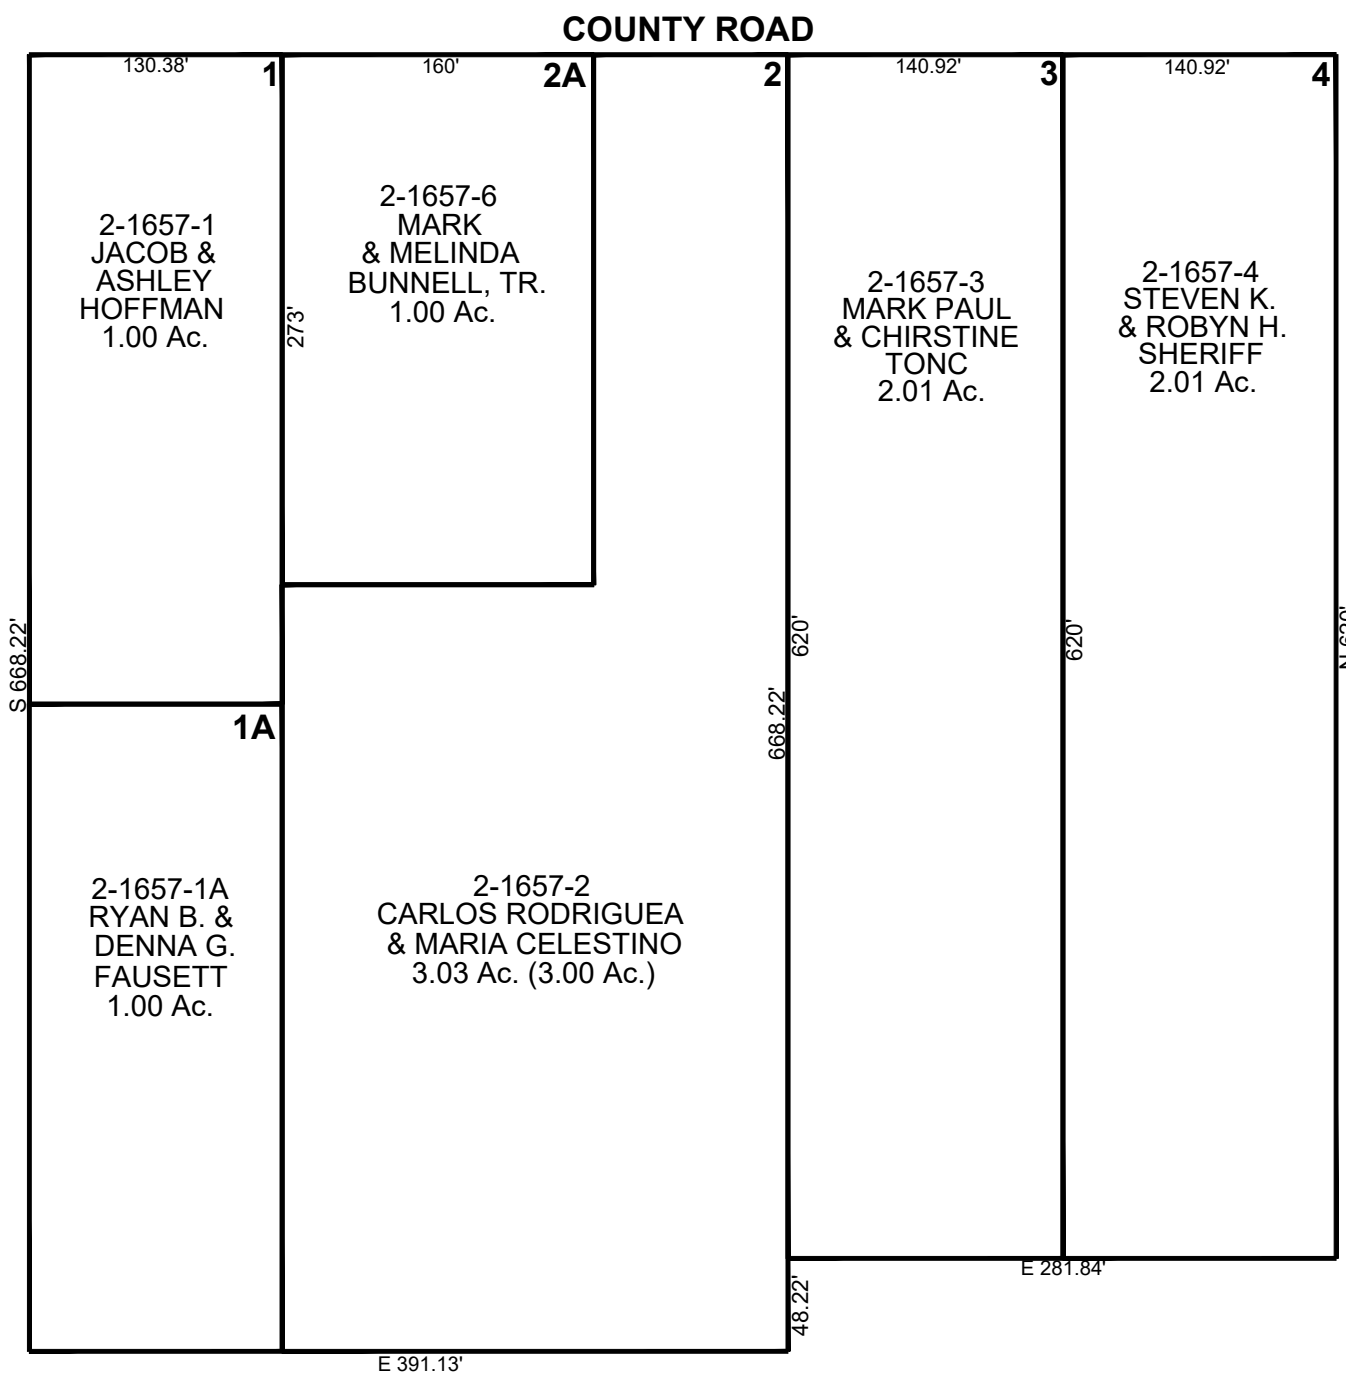 COUNTY ROAD
130.38'
1
160'
2A
2
140.92'
3
140.92'
4
2-1657-1
JACOB &
ASHLEY
HOFFMAN
1.00 Ac.
273'
2-1657-6
MARK
& MELINDA
BUNNELL, TR.
1.00 Ac.
2-1657-3
MARK PAUL
& CHIRSTINE
TONC
2.01 Ac.
2-1657-4
STEVEN K.
& ROBYN H.
SHERIFF
2.01 Ac.
S 668.22'
620'
668.22'
620'
N 620'
1A
2-1657-1A
RYAN B. &
DENNA G.
FAUSETT
1.00 Ac.
2-1657-2
CARLOS RODRIGUEA
& MARIA CELESTINO
3.03 Ac. (3.00 Ac.)
E 281.84'
48.22'
E 391.13'